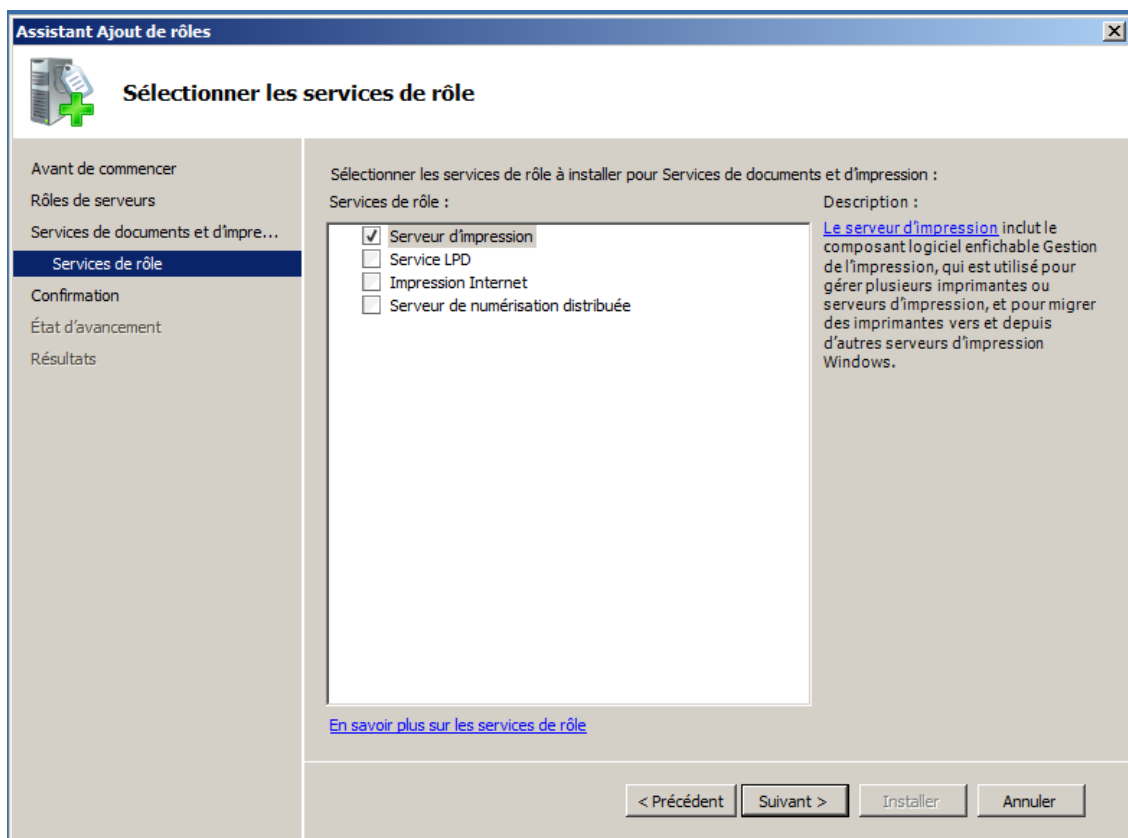 Assistant Ajout de rôles
Sélectionner les services de rôle
Avant de commencer
Rôles de serveurs
Services de documents et d'impre...
Services de rôle
Confirmation
État d'avancement
Résultats
Sélectionner les services de rôle à installer pour Services de documents et d'impression :
Services de rôle :
Serveur d'impression
Service LPD
Impression Internet
Serveur de numérisation distribuée
Description :
Le serveur d'impression inclut le
composant logiciel enfichable Gestion
de l'impression, qui est utilisé pour
gérer plusieurs imprimantes ou
serveurs d'impression, et pour migrer
des imprimantes vers et depuis
d'autres serveurs d'impression
Windows.
En savoir plus sur les services de rôle
< Précédent
Suivant >
Installer
Annuler